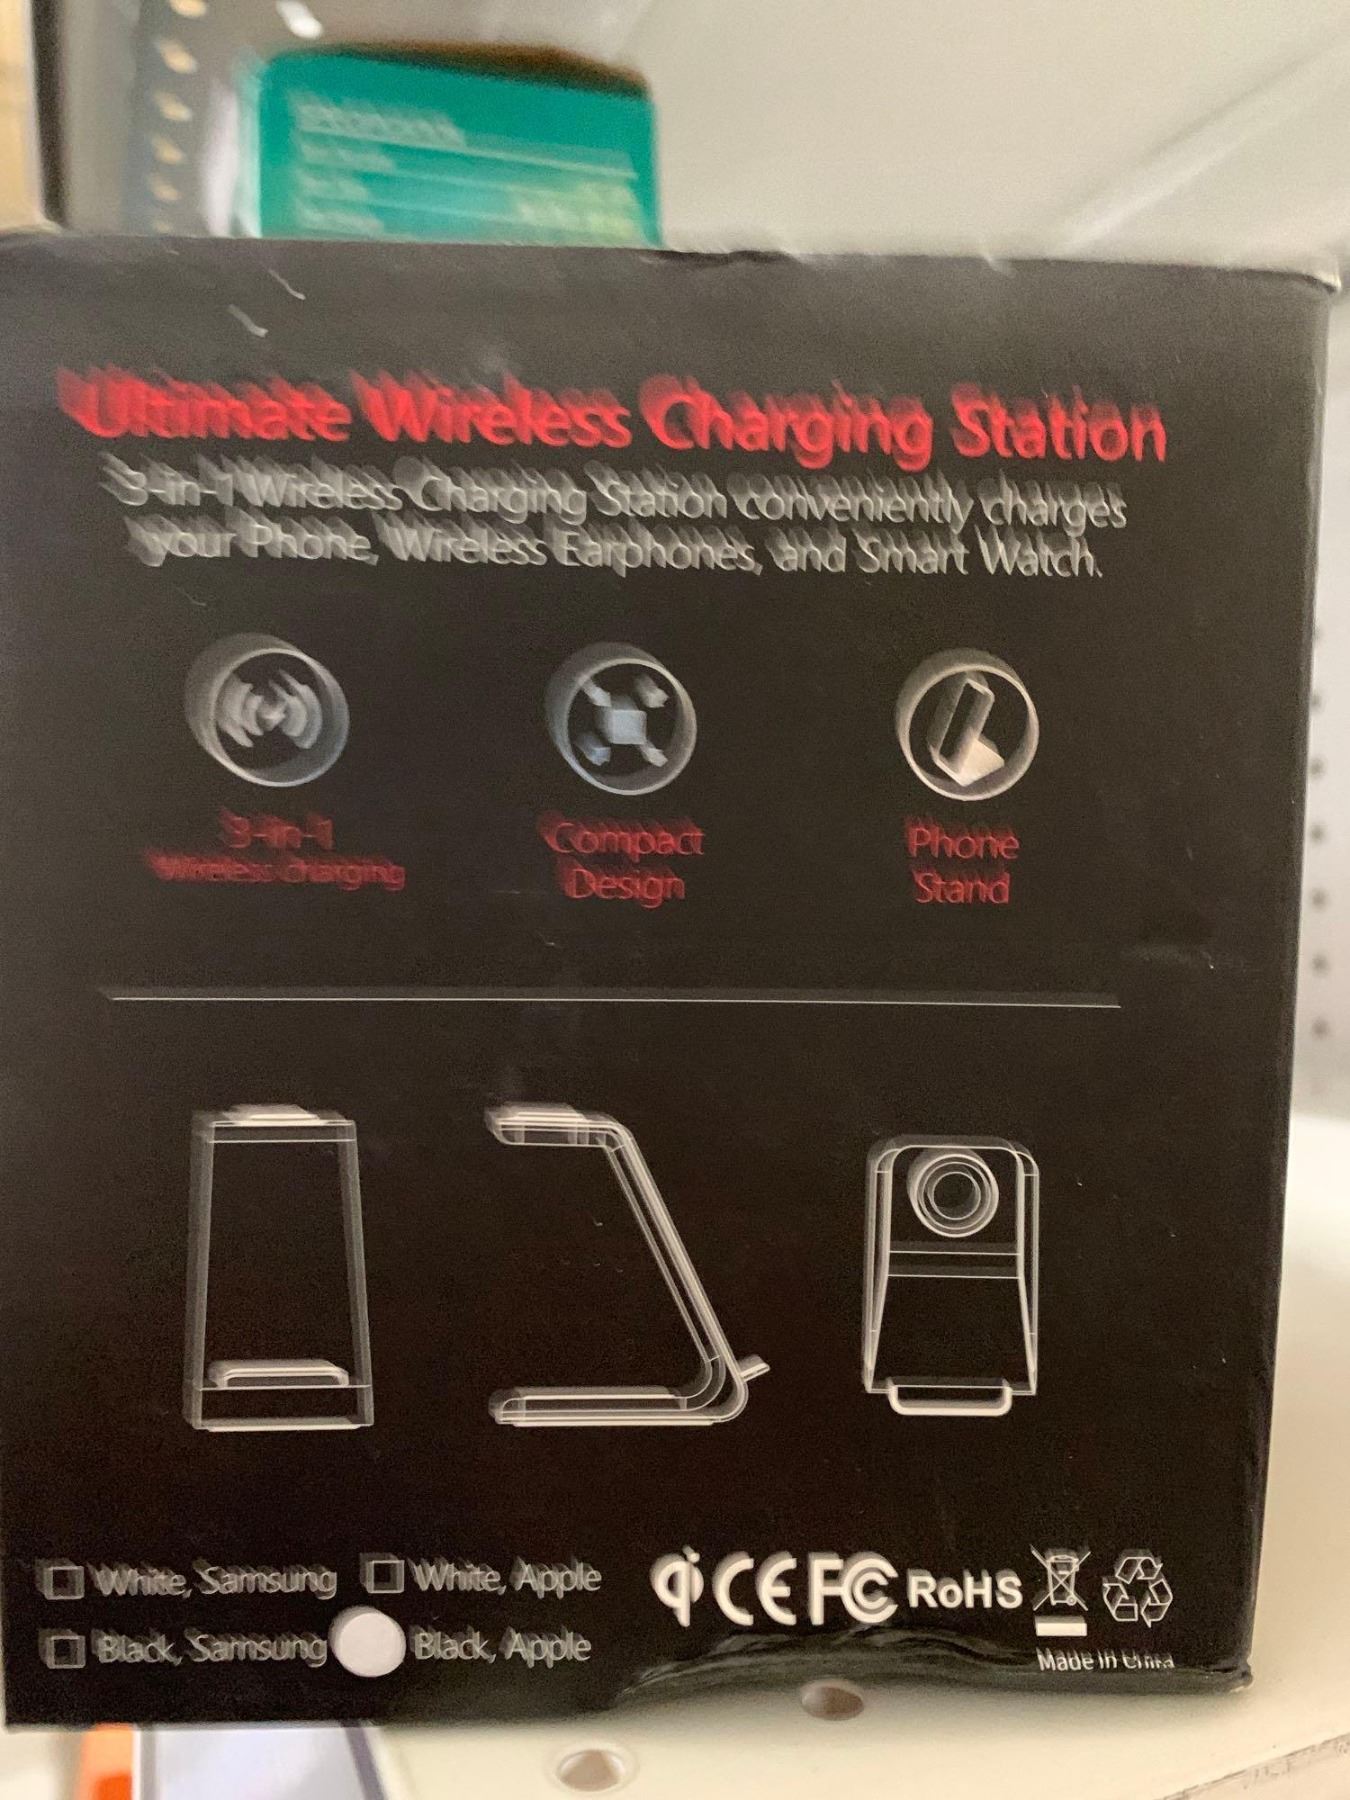 Ultimate Wireless Charging Station
3-in-1 Wireless Charging Station conveniently charges
your Phone, Wireless Earphones, and Smart Watch.
3-in-1
Wireless Charging
Compact
Design
Phone
Stand
White, Samsung
White, Apple
Black, Samsung
Black, Apple
qi CE FC RoHS
Made in China